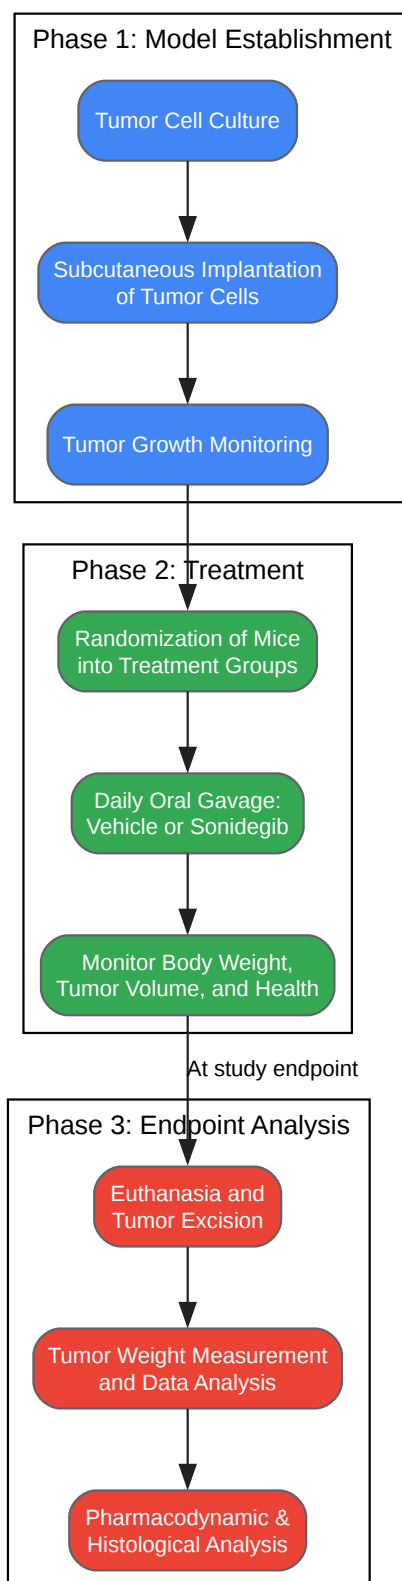 Phase 1: Model Establishment
Tumor Cell Culture
Subcutaneous Implantation
of Tumor Cells
Tumor Growth Monitoring
Phase 2: Treatment
Randomization of Mice
into Treatment Groups
Daily Oral Gavage:
Vehicle or Sonidegib
Monitor Body Weight,
Tumor Volume, and Health
At study endpoint
Phase 3: Endpoint Analysis
Euthanasia and
Tumor Excision
Tumor Weight Measurement
and Data Analysis
Pharmacodynamic &
Histological Analysis